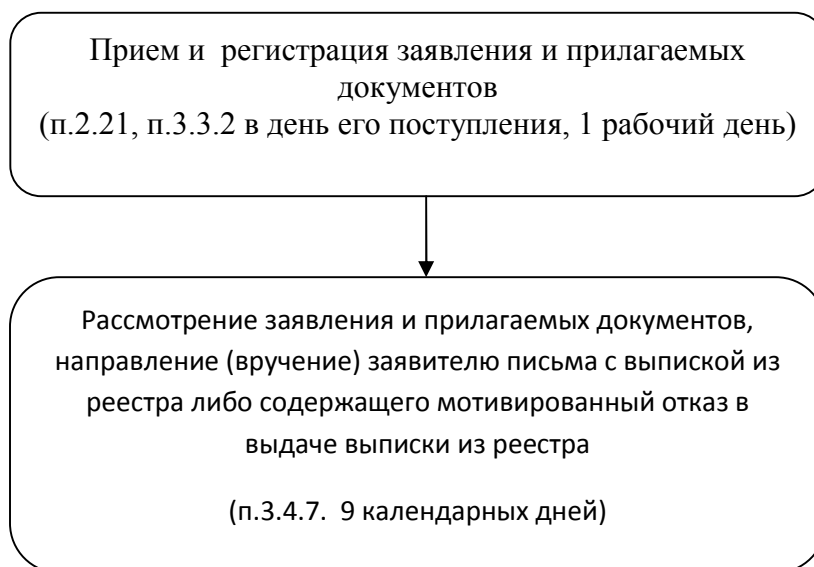 Прием и  регистрация заявления и прилагаемых
документов
(п.2.21, п.3.3.2 в день его поступления, 1 рабочий день)
Рассмотрение заявления и прилагаемых документов,
направление (вручение) заявителю письма с выпиской из
реестра либо содержащего мотивированный отказ в
выдаче выписки из реестра
(п.3.4.7.  9 календарных дней)